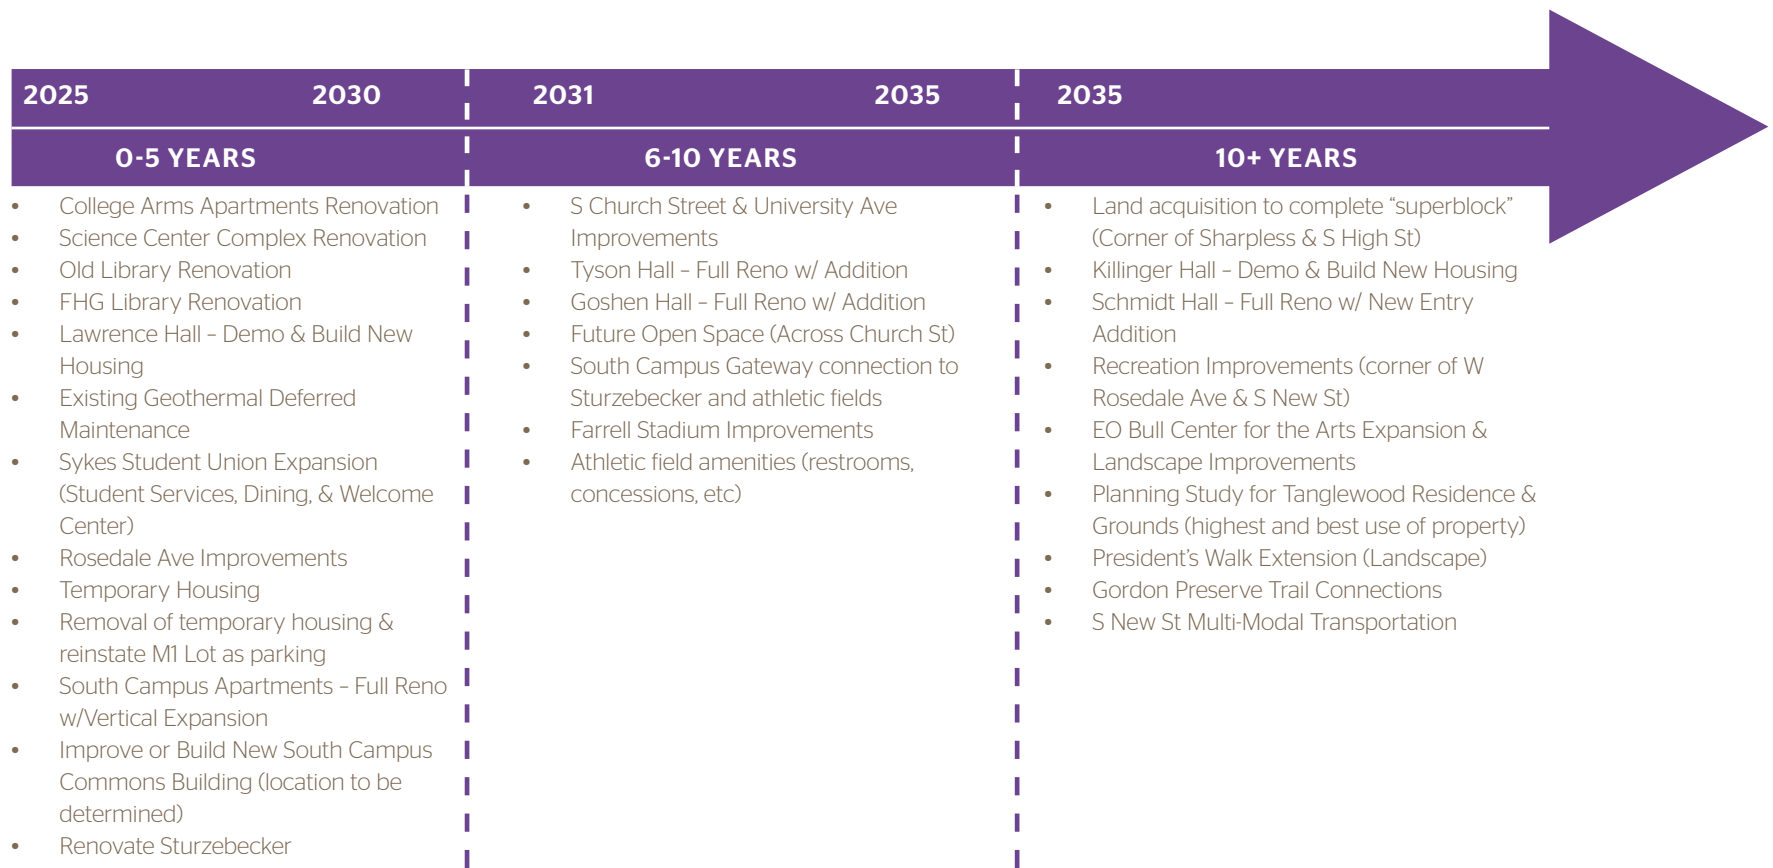 2025 2030 2031 2035 2035
0-5 YEARS 6-10 YEARS 10+ YEARS
• College Arms Apartments Renovation
• Science Center Complex Renovation
• Old Library Renovation
• FHG Library Renovation
• Lawrence Hall – Demo & Build New
Housing
• Existing Geothermal Deferred
Maintenance
• Sykes Student Union Expansion
(Student Services, Dining, & Welcome
Center)
• Rosedale Ave Improvements
• Temporary Housing
• Removal of temporary housing &
reinstate M1 Lot as parking
• South Campus Apartments – Full Reno
w/Vertical Expansion
• Improve or Build New South Campus
Commons Building (location to be
determined)
• Renovate Sturzebecker
• S Church Street & University Ave
Improvements
• Tyson Hall – Full Reno w/ Addition
• Goshen Hall – Full Reno w/ Addition
• Future Open Space (Across Church St)
• South Campus Gateway connection to
Sturzebecker and athletic fields
• Farrell Stadium Improvements
• Athletic field amenities (restrooms,
concessions, etc)
• Land acquisition to complete “superblock”
(Corner of Sharpless & S High St)
• Killinger Hall – Demo & Build New Housing
• Schmidt Hall – Full Reno w/ New Entry
Addition
• Recreation Improvements (corner of W
Rosedale Ave & S New St)
• EO Bull Center for the Arts Expansion &
Landscape Improvements
• Planning Study for Tanglewood Residence &
Grounds (highest and best use of property)
• President’s Walk Extension (Landscape)
• Gordon Preserve Trail Connections
• S New St Multi-Modal Transportation